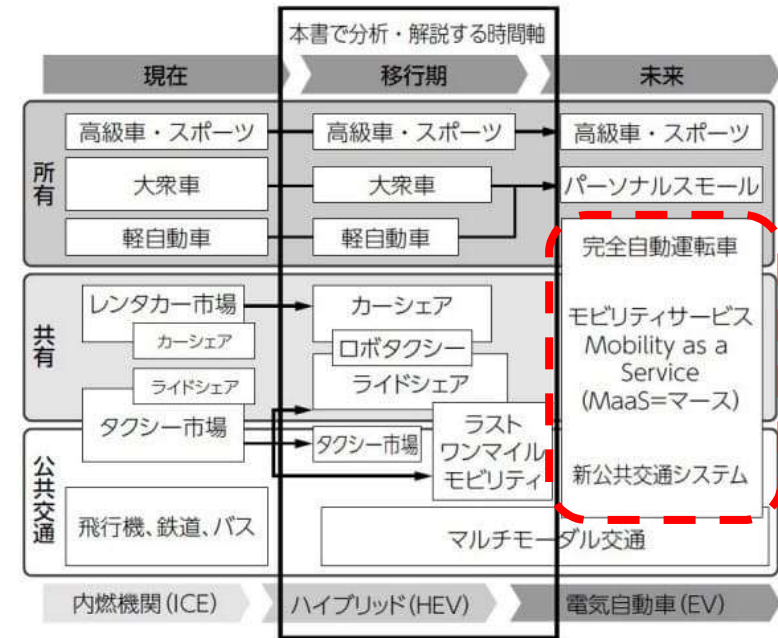 本書で分析・解説する時間軸
現在
移行期
未来
所有
高級車・スポーツ
高級車・スポーツ
高級車・スポーツ
大衆車
大衆車
パーソナルスモール
軽自動車
軽自動車
完全自動運転車
共有
レンタカー市場
カーシェア
カーシェア
ロボタクシー
ライドシェア
ライドシェア
モビリティサービス
Mobility as a
Service
(MaaS=マース)
タクシー市場
公共交通
タクシー市場
ラスト
ワンマイル
モビリティ
新公共交通システム
飛行機、鉄道、バス
マルチモーダル交通
内燃機関(ICE)
ハイブリッド(HEV)
電気自動車(EV)